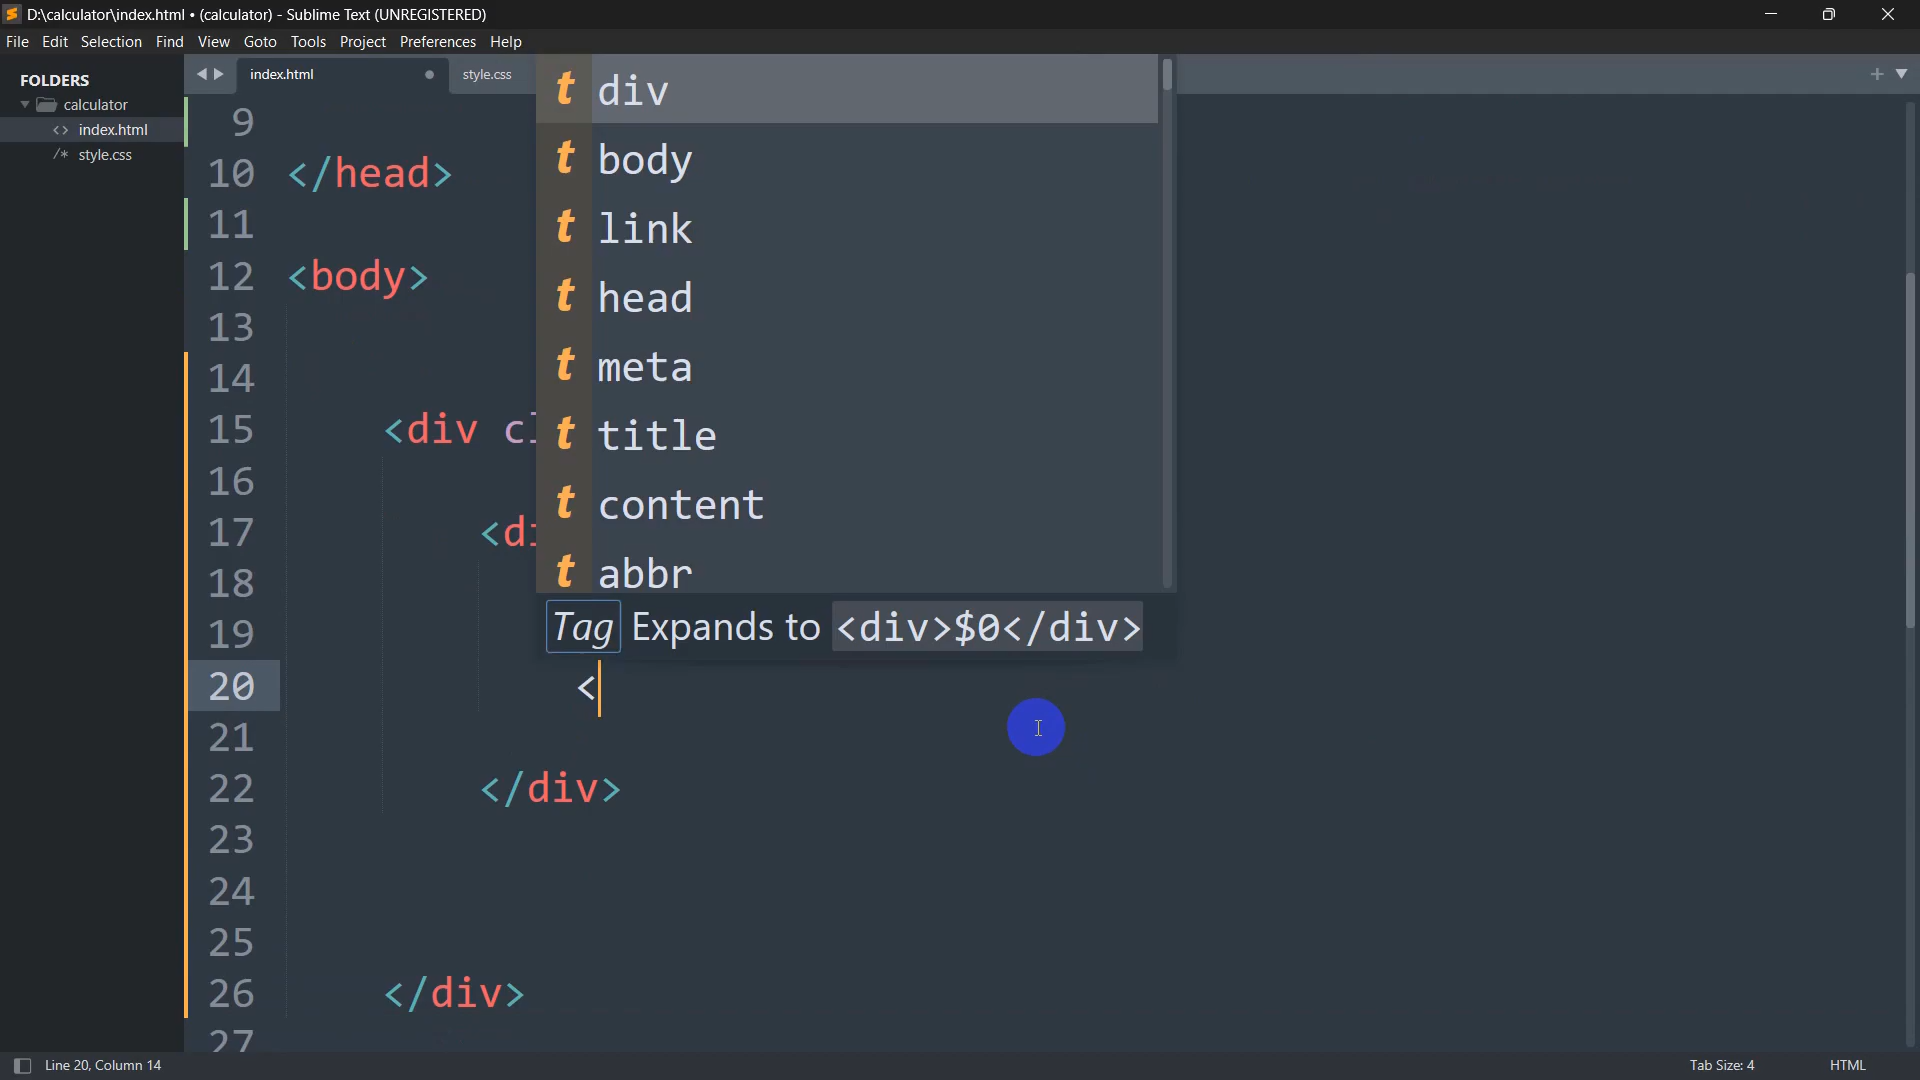 D:\calculator\index.html • (calculator) - Sublime Text (UNREGISTERED)
File Edit Selection Find View Goto Tools Project Preferences Help
FOLDERS
calculator
<> index.html
/* style.css
index.html
style.css
9
10 </head>
11
12 <body>
13
14
15 <div cl
16
17 <di
18
19
20 <
21
22 </div>
23
24
25
26 </div>
27
t div
t body
t link
t head
t meta
t title
t content
t abbr
Tag Expands to <div>$0</div>
Line 20, Column 14
Tab Size: 4
HTML